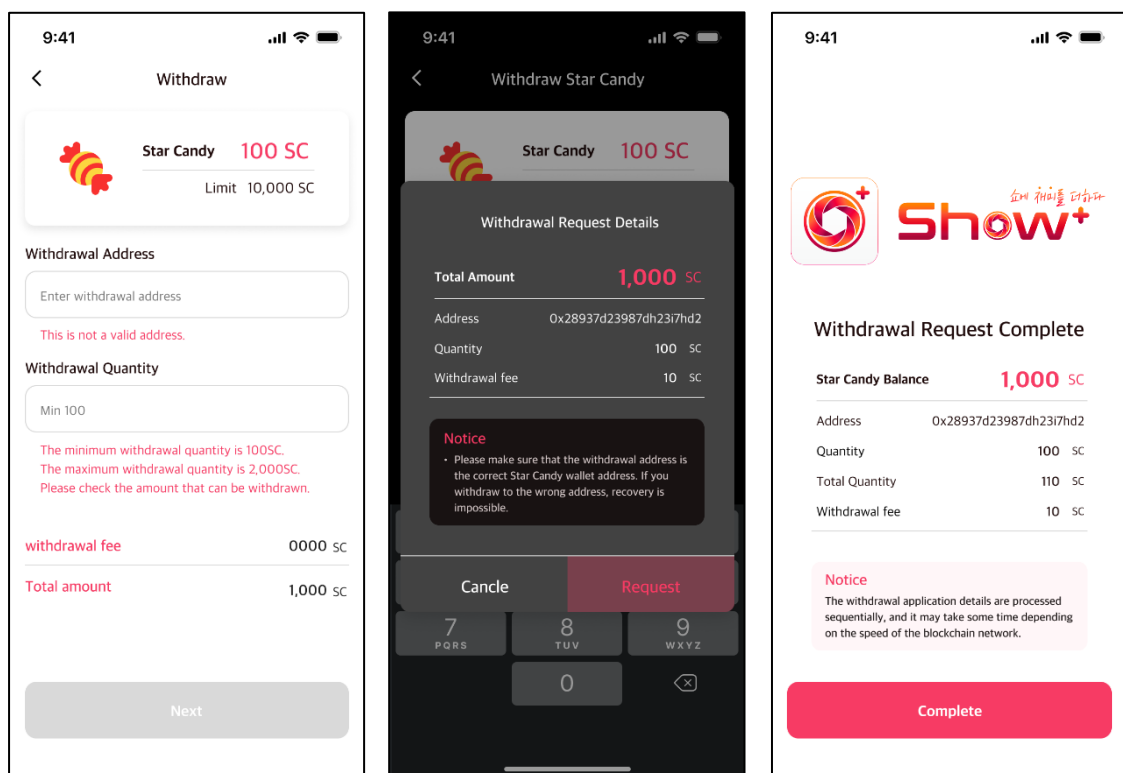 9:41
Withdraw
Star Candy 100 SC
Limit 10,000 SC
Withdrawal Address
Enter withdrawal address
This is not a valid address.
Withdrawal Quantity
Min 100
The minimum withdrawal quantity is 100SC.
The maximum withdrawal quantity is 2,000SC.
Please check the amount that can be withdrawn.
withdrawal fee 0000 SC
Total amount 1,000 SC
Next
9:41
Withdraw Star Candy
Star Candy 100 SC
Withdrawal Request Details
Total Amount 1,000 SC
Address 0x28937d23987dh23i7hd2
Quantity 100 SC
Withdrawal fee 10 SC
Notice
• Please make sure that the withdrawal address is
the correct Star Candy wallet address. If you
withdraw to the wrong address, recovery is
impossible.
Cancle Request
7 8 9
PQRS TUV WXYZ
0
9:41
쇼에 재미를 더하다
Show+
Withdrawal Request Complete
Star Candy Balance 1,000 SC
Address 0x28937d23987dh23i7hd2
Quantity 100 SC
Total Quantity 110 SC
Withdrawal fee 10 SC
Notice
The withdrawal application details are processed
sequentially, and it may take some time depending
on the speed of the blockchain network.
Complete